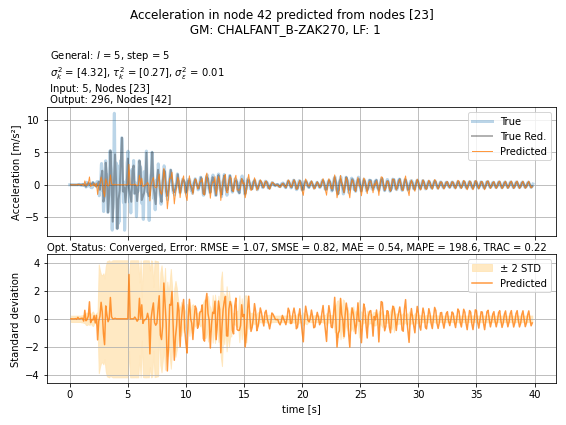 Acceleration in node 42 predicted from nodes [23]
GM: CHALFANT_B-ZAK270, LF: 1
General: l = 5, step = 5
σ²ₖ = [4.32], τ²ₖ = [0.27], σ²ε = 0.01
Input: 5, Nodes [23]
Output: 296, Nodes [42]
Acceleration [m/s²]
10
5
0
−5
True
True Red.
Predicted
Opt. Status: Converged, Error: RMSE = 1.07, SMSE = 0.82, MAE = 0.54, MAPE = 198.6, TRAC = 0.22
Standard deviation
4
2
0
−2
−4
± 2 STD
Predicted
0 5 10 15 20 25 30 35 40
time [s]